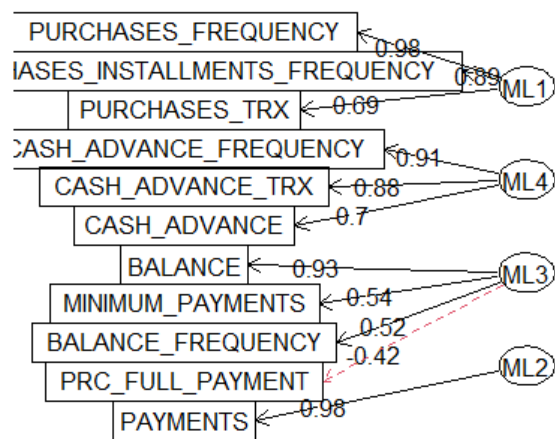 PURCHASES_FREQUENCY
0.98
HASES_INSTALLMENTS_FREQUENCY
0.89
ML1
PURCHASES_TRX
0.69
CASH_ADVANCE_FREQUENCY
0.91
CASH_ADVANCE_TRX
0.88
ML4
CASH_ADVANCE
0.7
BALANCE
0.93
ML3
MINIMUM_PAYMENTS
0.54
BALANCE_FREQUENCY
0.52
-0.42
PRC_FULL_PAYMENT
ML2
PAYMENTS
0.98